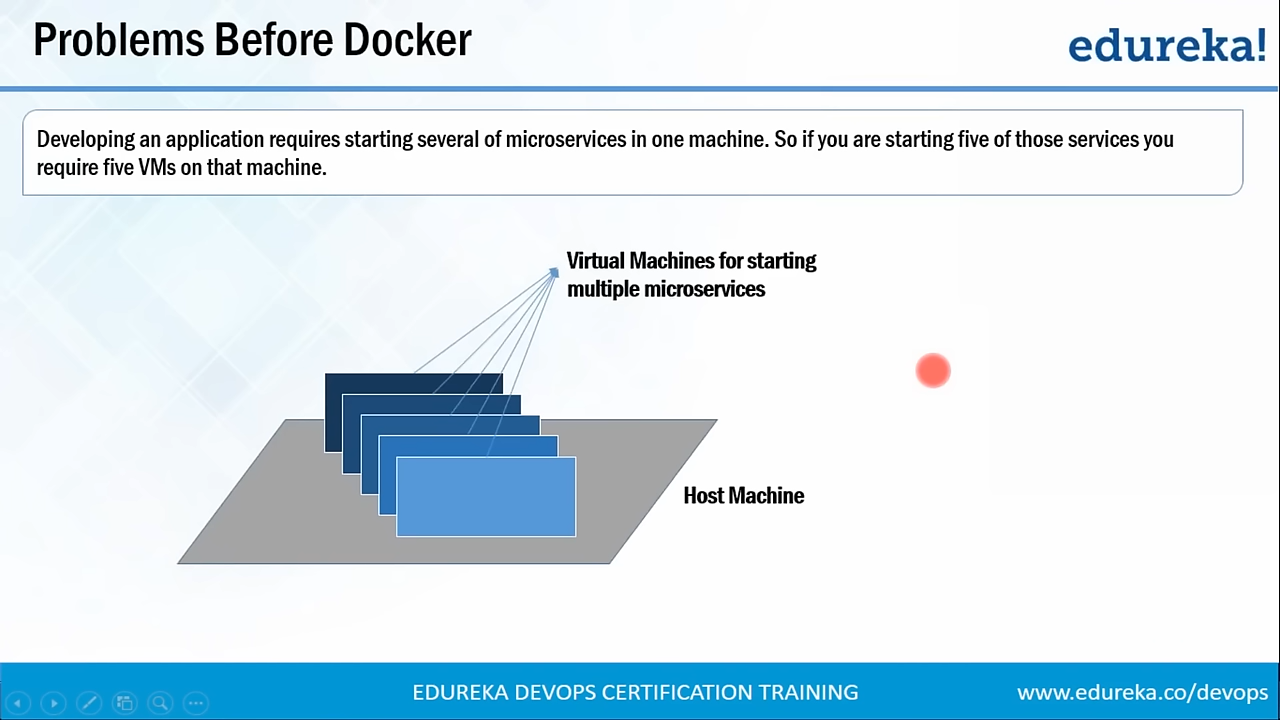 Problems Before Docker
edureka!
Developing an application requires starting several of microservices in one machine. So if you are starting five of those services you
require five VMs on that machine.
Virtual Machines for starting
multiple microservices
Host Machine
EDUREKA DEVOPS CERTIFICATION TRAINING
www.edureka.co/devops